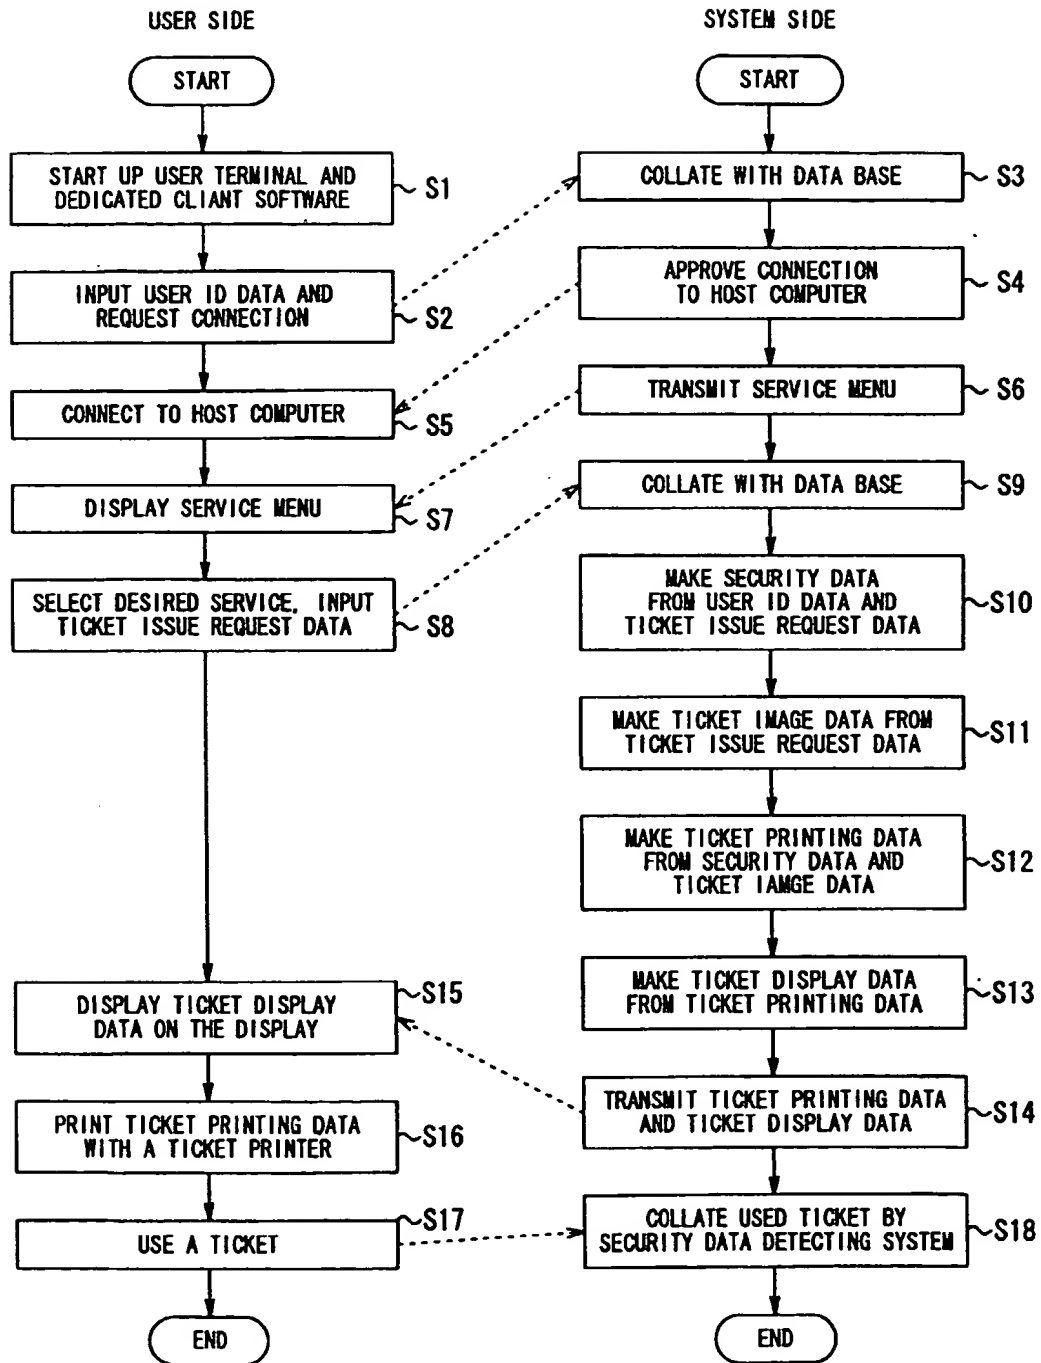 USER SIDE
START
START UP USER TERMINAL AND
DEDICATED CLIANT SOFTWARE
S1
INPUT USER ID DATA AND
REQUEST CONNECTION
S2
CONNECT TO HOST COMPUTER
S5
DISPLAY SERVICE MENU
S7
SELECT DESIRED SERVICE, INPUT
TICKET ISSUE REQUEST DATA
S8
DISPLAY TICKET DISPLAY
DATA ON THE DISPLAY
S15
PRINT TICKET PRINTING DATA
WITH A TICKET PRINTER
S16
USE A TICKET
S17
END
SYSTEM SIDE
START
COLLATE WITH DATA BASE
S3
APPROVE CONNECTION
TO HOST COMPUTER
S4
TRANSMIT SERVICE MENU
S6
COLLATE WITH DATA BASE
S9
MAKE SECURITY DATA
FROM USER ID DATA AND
TICKET ISSUE REQUEST DATA
S10
MAKE TICKET IMAGE DATA FROM
TICKET ISSUE REQUEST DATA
S11
MAKE TICKET PRINTING DATA
FROM SECURITY DATA AND
TICKET IAMGE DATA
S12
MAKE TICKET DISPLAY DATA
FROM TICKET PRINTING DATA
S13
TRANSMIT TICKET PRINTING DATA
AND TICKET DISPLAY DATA
S14
COLLATE USED TICKET BY
SECURITY DATA DETECTING SYSTEM
S18
END